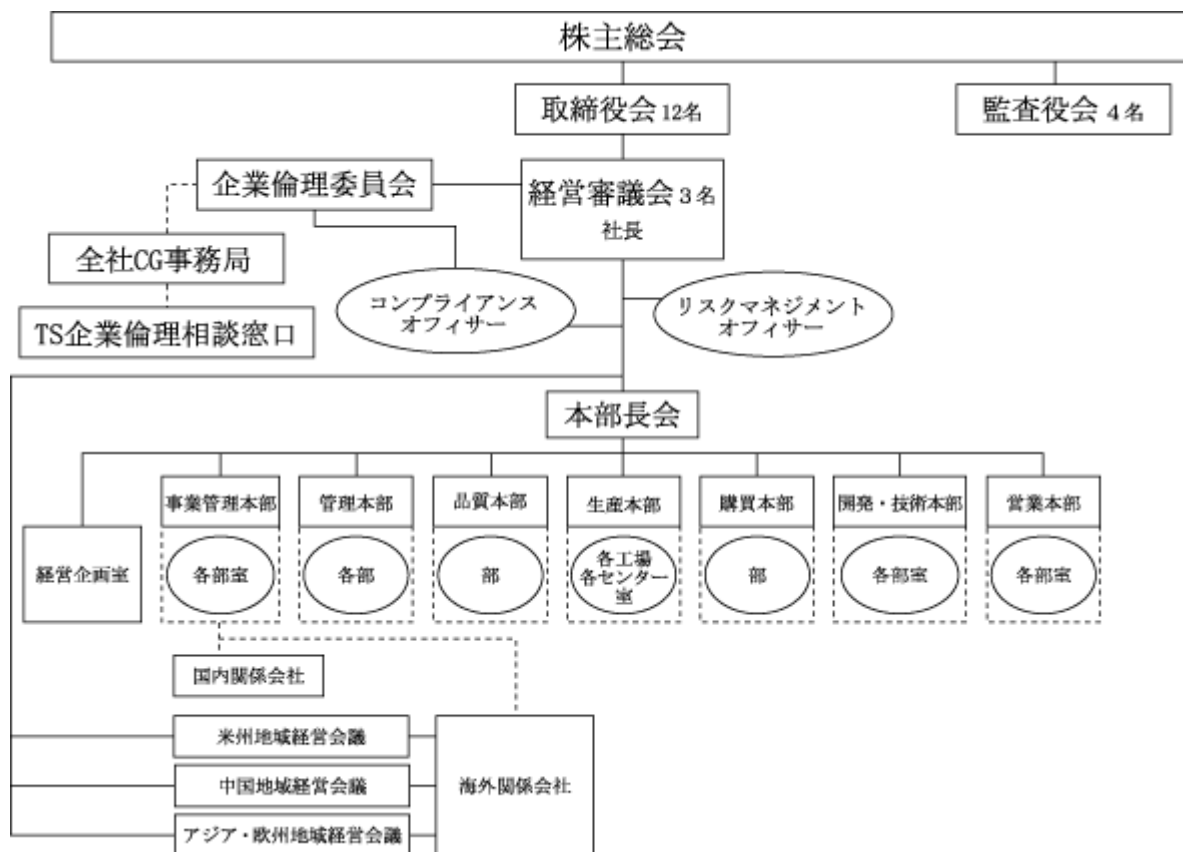 株主総会
取締役会 12名
監査役会 4名
企業倫理委員会
経営審議会 3名
社長
全社CG事務局
コンプライアンス
オフィサー
リスクマネジメント
オフィサー
TS企業倫理相談窓口
本部長会
事業管理本部
管理本部
品質本部
生産本部
購買本部
開発・技術本部
営業本部
経営企画室
各部室
各部
部
各工場
各センター
室
部
各部室
各部室
国内関係会社
米州地域経営会議
中国地域経営会議
海外関係会社
アジア・欧州地域経営会議